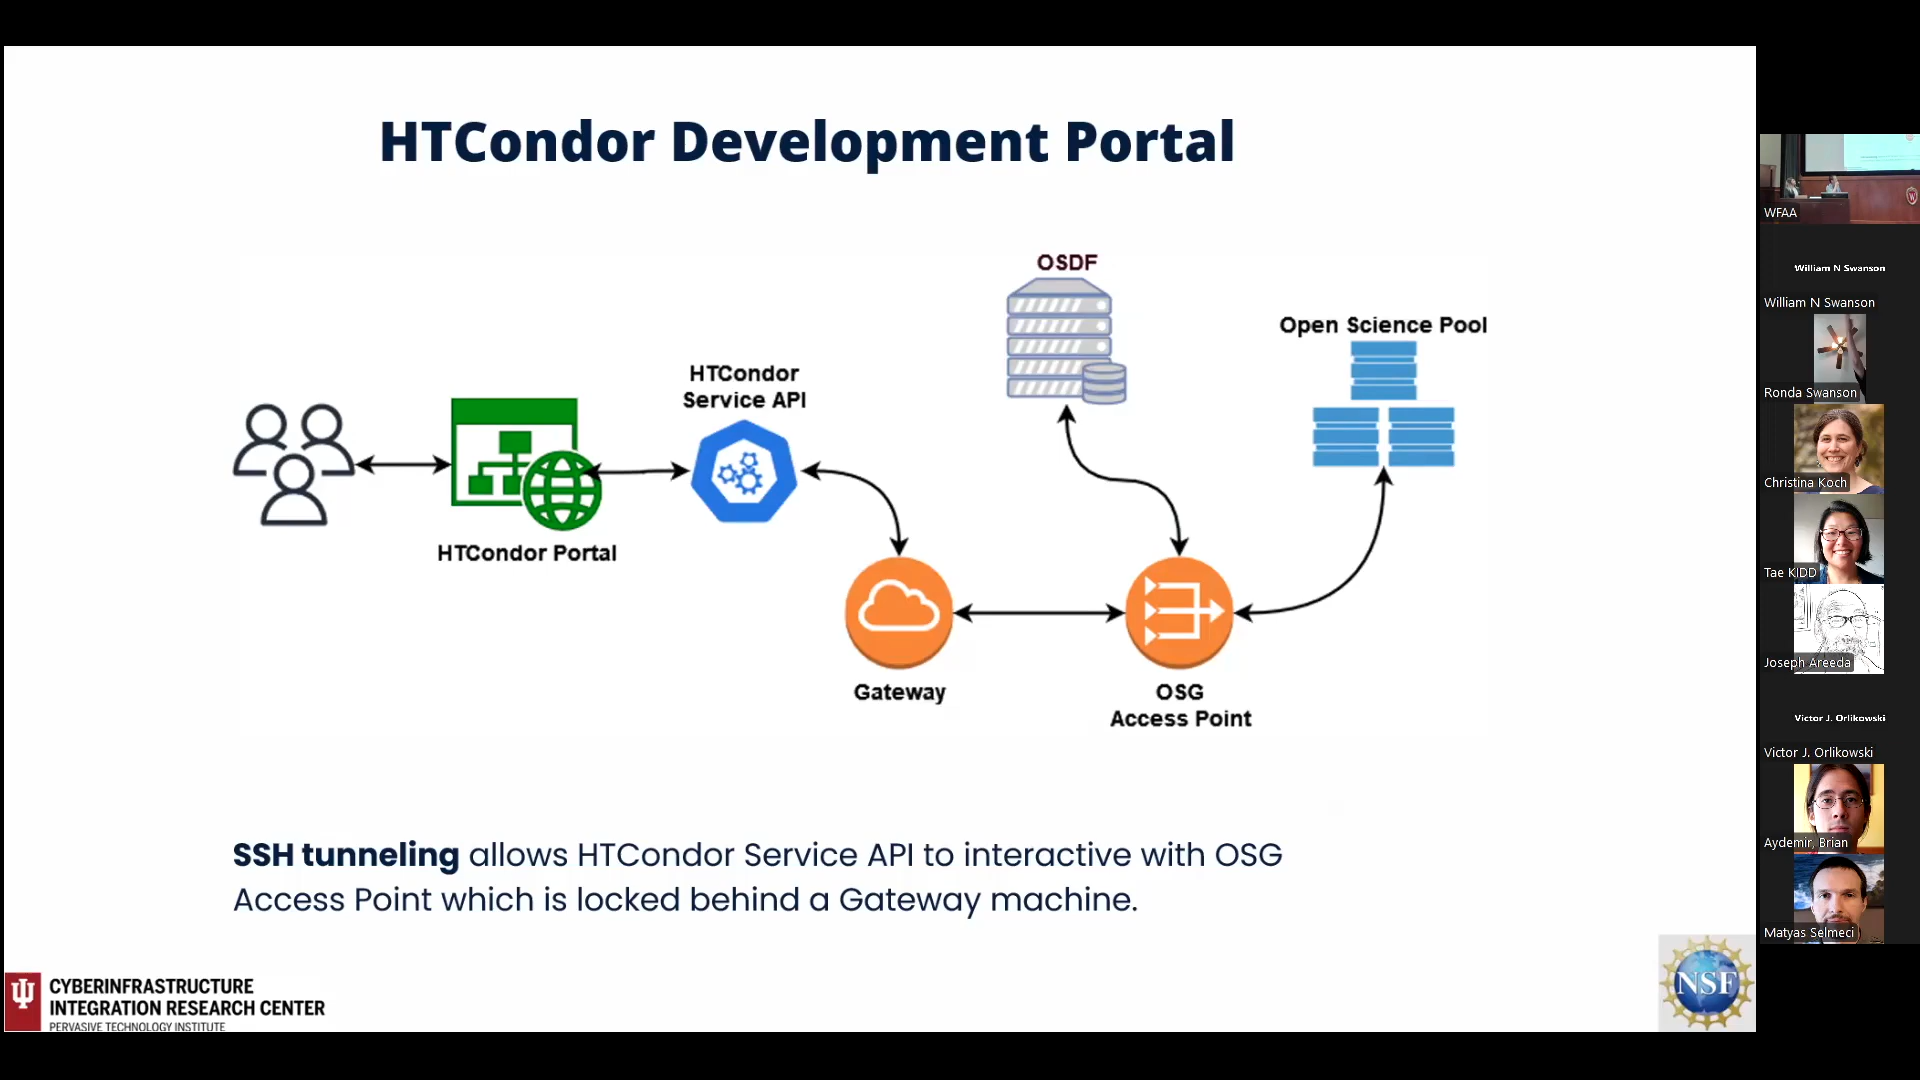 HTCondor Development Portal
OSDF
Open Science Pool
HTCondor
Service API
HTCondor Portal
Gateway
OSG
Access Point
SSH tunneling allows HTCondor Service API to interactive with OSG
Access Point which is locked behind a Gateway machine.
CYBERINFRASTRUCTURE
INTEGRATION RESEARCH CENTER
PERVASIVE TECHNOLOGY INSTITUTE
NSF
WFAA
William N Swanson
William N Swanson
Ronda Swanson
Christina Koch
Tae KIDD
Joseph Areeda
Victor J. Orlikowski
Victor J. Orlikowski
Aydemir, Brian
Matyas Selmeci